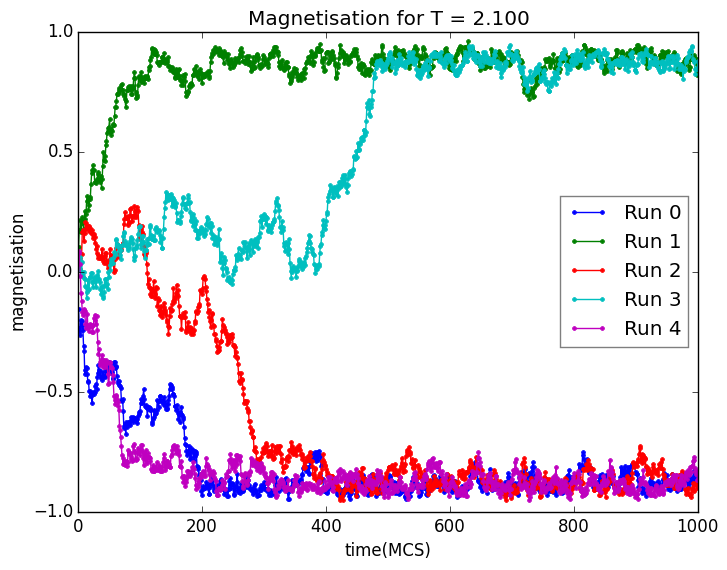 Magnetisation for T = 2.100
1.0
0.5
0.0
−0.5
−1.0
magnetisation
Run 0
Run 1
Run 2
Run 3
Run 4
0 200 400 600 800 1000
time(MCS)